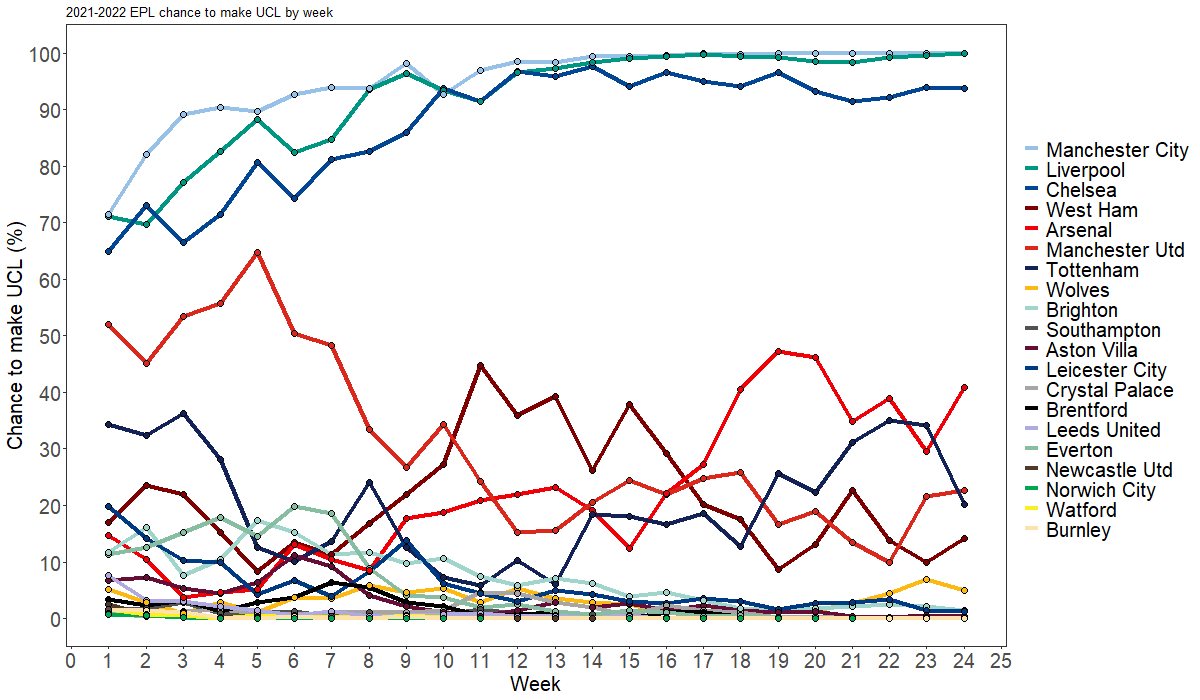 2021-2022 EPL chance to make UCL by week
Chance to make UCL (%)
100
90
80
70
60
50
40
30
20
10
0
0 1 2 3 4 5 6 7 8 9 10 11 12 13 14 15 16 17 18 19 20 21 22 23 24 25
Week
Manchester City
Liverpool
Chelsea
West Ham
Arsenal
Manchester Utd
Tottenham
Wolves
Brighton
Southampton
Aston Villa
Leicester City
Crystal Palace
Brentford
Leeds United
Everton
Newcastle Utd
Norwich City
Watford
Burnley